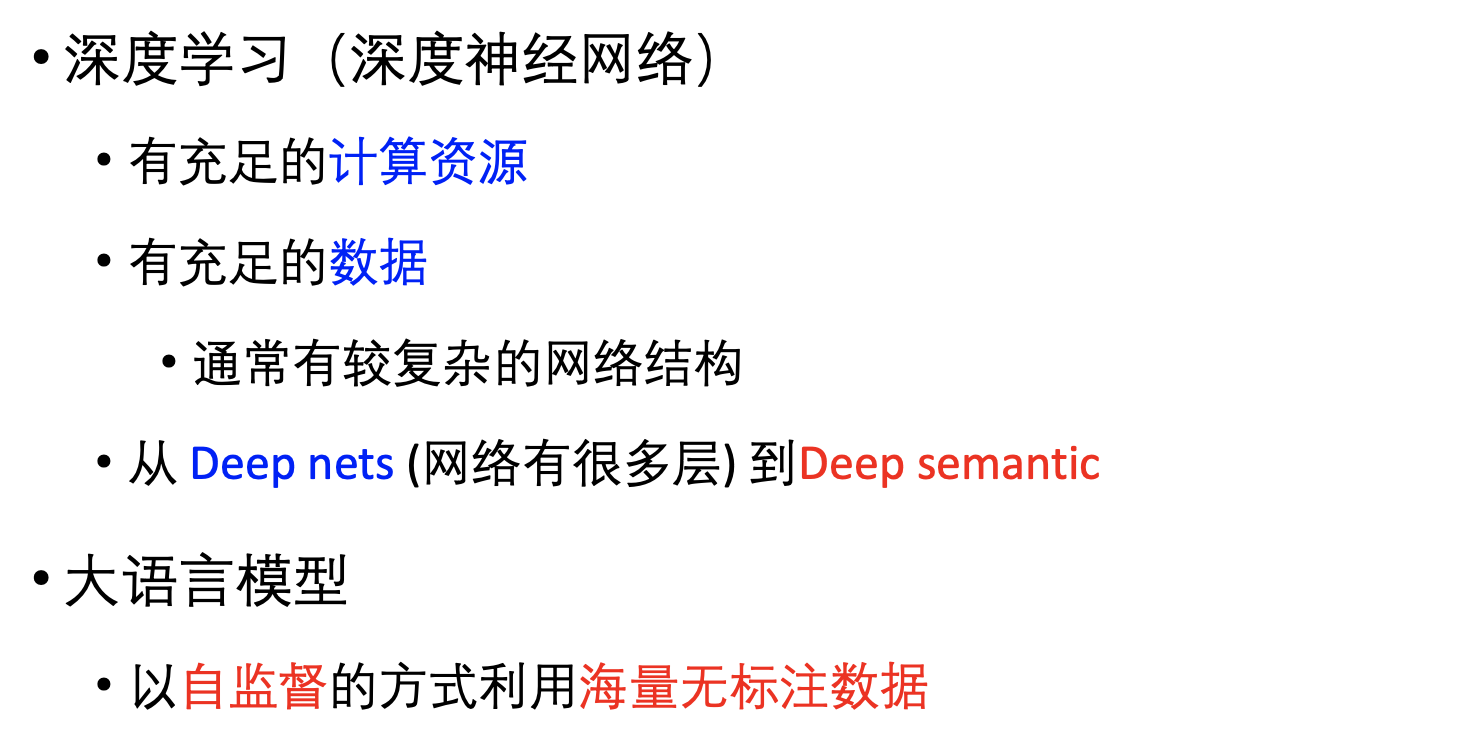 • 深度学习（深度神经网络）
• 有充足的计算资源
• 有充足的数据
• 通常有较复杂的网络结构
• 从 Deep nets (网络有很多层) 到Deep semantic
• 大语言模型
• 以自监督的方式利用海量无标注数据